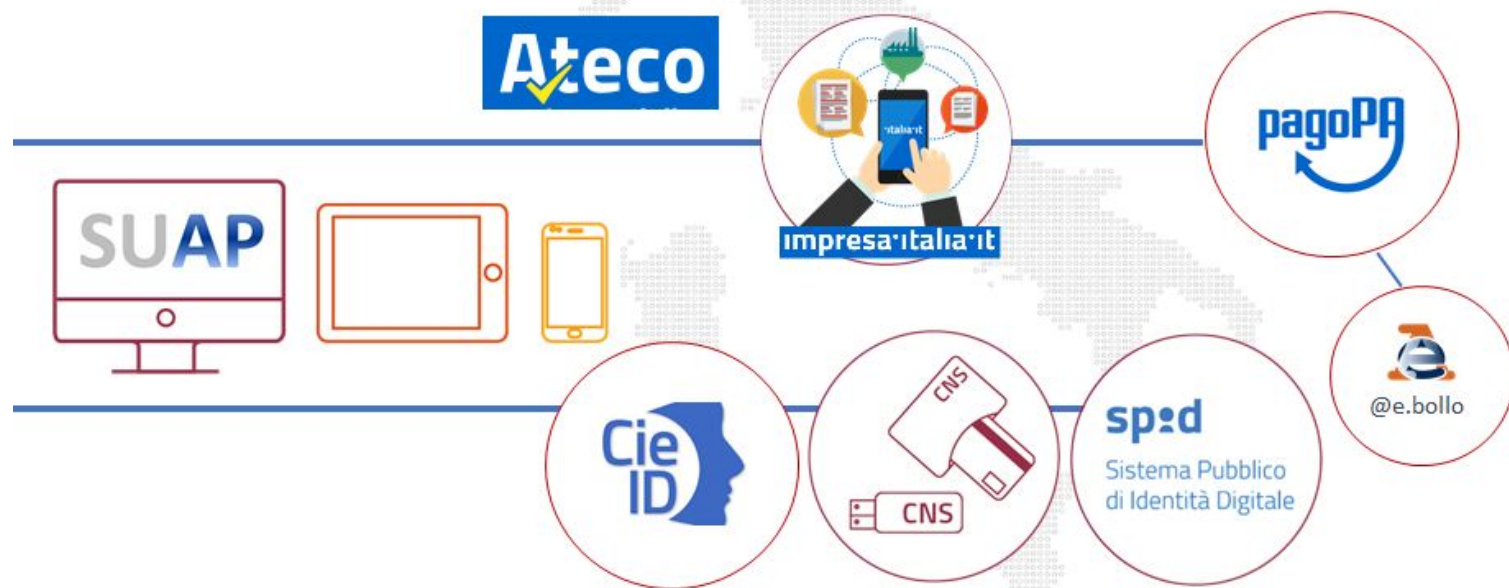 Ateco
italia.it
pagoPA
SUAP
impresa.italia.it
@e.bollo
CNS
Cie
ID
CNS
spid
Sistema Pubblico
di Identità Digitale